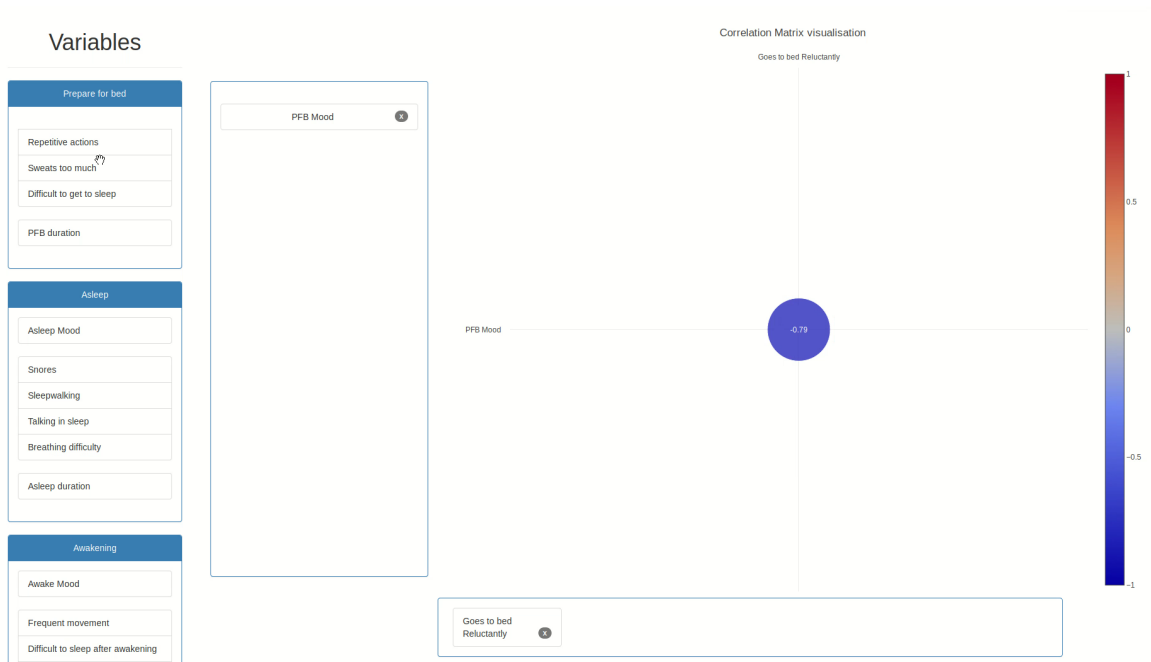 Variables
Prepare for bed
Repetitive actions
Sweats too much
Difficult to get to sleep
PFB duration
Asleep
Asleep Mood
Snores
Sleepwalking
Talking in sleep
Breathing difficulty
Asleep duration
Awakening
Awake Mood
Frequent movement
Difficult to sleep after awakening
PFB Mood x
Correlation Matrix visualisation
Goes to bed Reluctantly
PFB Mood
-0.79
1
0.5
0
−0.5
−1
Goes to bed
Reluctantly x